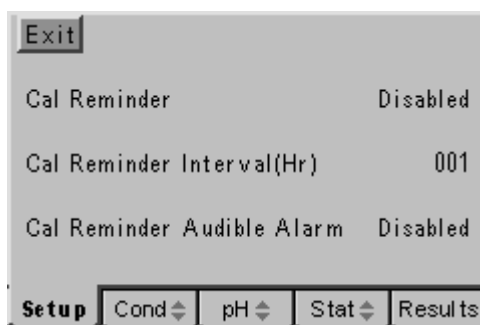 Exit
Cal Reminder Disabled
Cal Reminder Interval(Hr) 001
Cal Reminder Audible Alarm Disabled
Setup Cond pH Stat Results